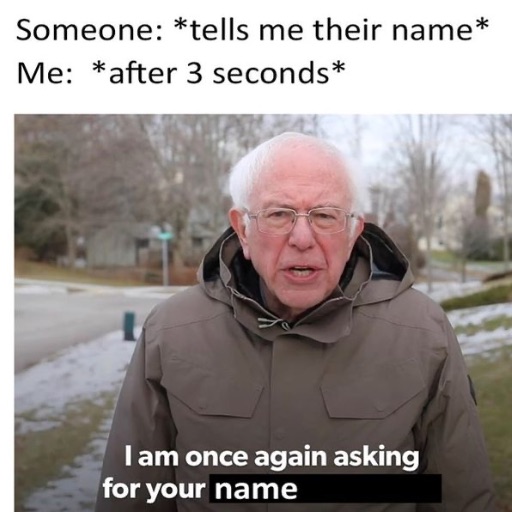 Someone: *tells me their name*
Me: *after 3 seconds*
I am once again asking
for your name